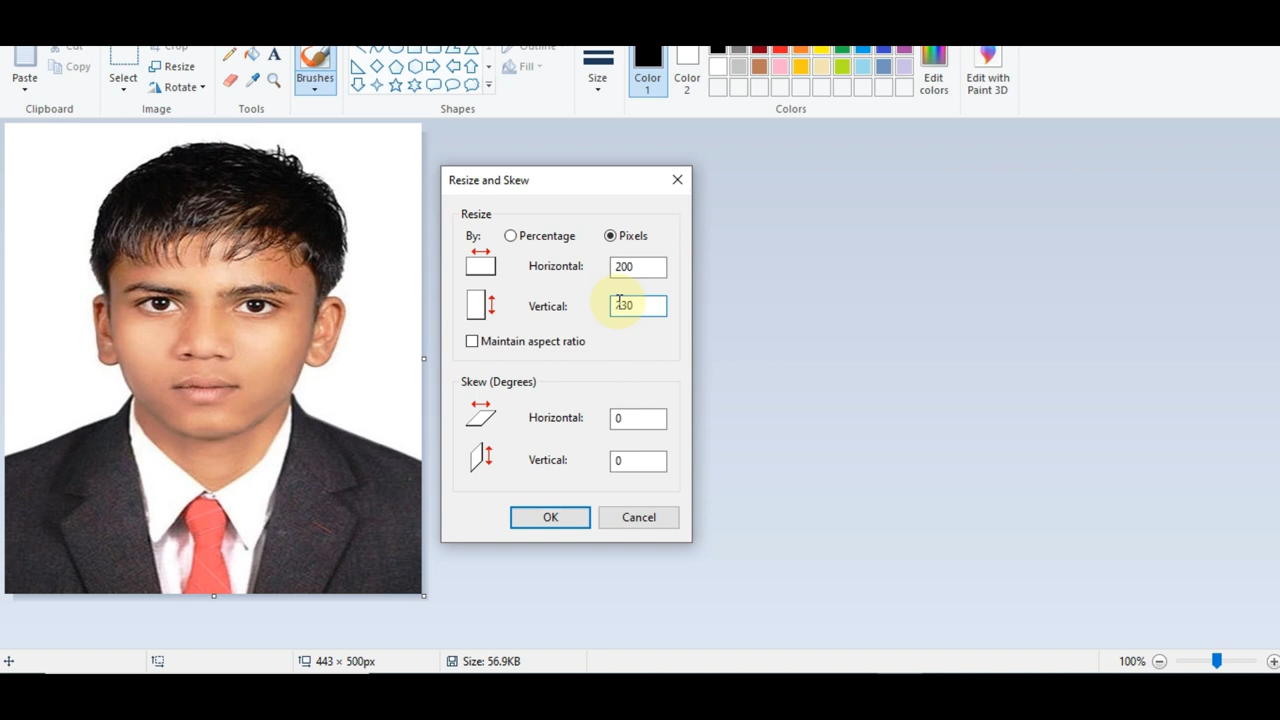 Cut
Crop
Outline
Paste
Copy
Select
Resize
Rotate
A
Brushes
Fill
Size
Color
1
Color
2
Edit
colors
Edit with
Paint 3D
Clipboard
Image
Tools
Shapes
Colors
Resize and Skew
Resize
By:
Percentage
Pixels
Horizontal:
200
Vertical:
230
Maintain aspect ratio
Skew (Degrees)
Horizontal:
0
Vertical:
0
OK
Cancel
443 × 500px
Size: 56.9KB
100%